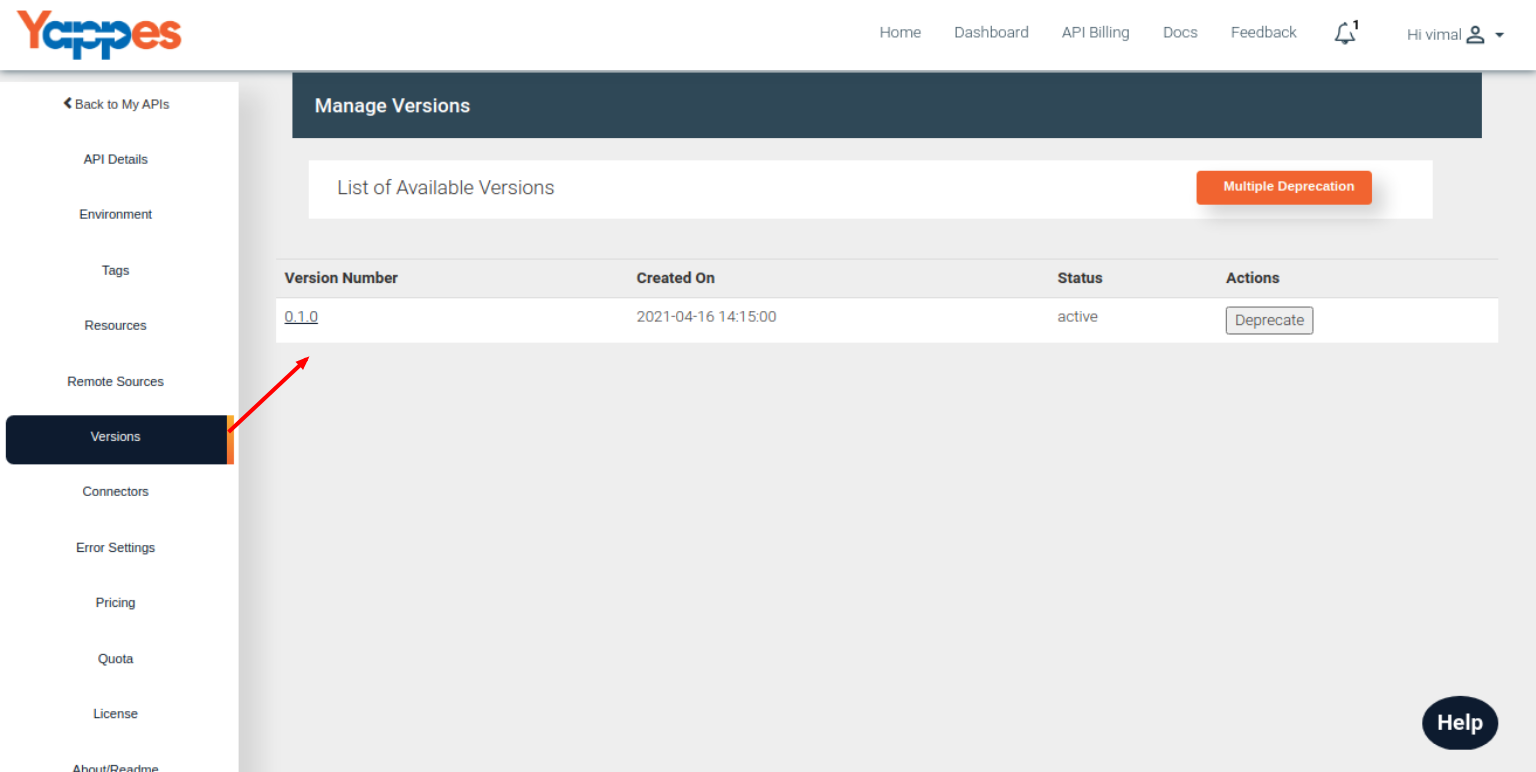 Yappes
Home Dashboard API Billing Docs Feedback 1 Hi vimal
Back to My APIs
API Details
Environment
Tags
Resources
Remote Sources
Versions
Connectors
Error Settings
Pricing
Quota
License
About/Readme
Manage Versions
List of Available Versions Multiple Deprecation
Version Number Created On Status Actions
0.1.0 2021-04-16 14:15:00 active Deprecate
Help